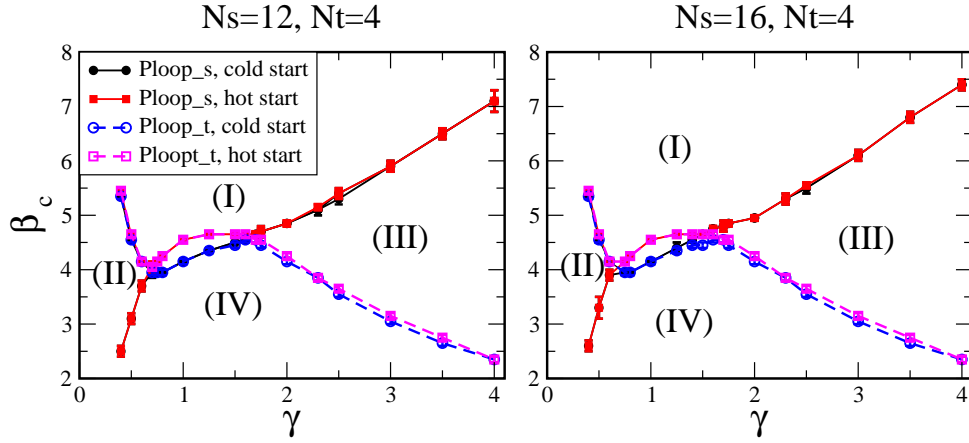 Ns=12, Nt=4
Ns=16, Nt=4
8
7
6
5
4
3
2
β_c
Ploop_s, cold start
Ploop_s, hot start
Ploop_t, cold start
Ploopt_t, hot start
(I)
(II)
(III)
(IV)
0 1 2 3 4
γ
8
7
6
5
4
3
2
(I)
(II)
(III)
(IV)
0 1 2 3 4
γ